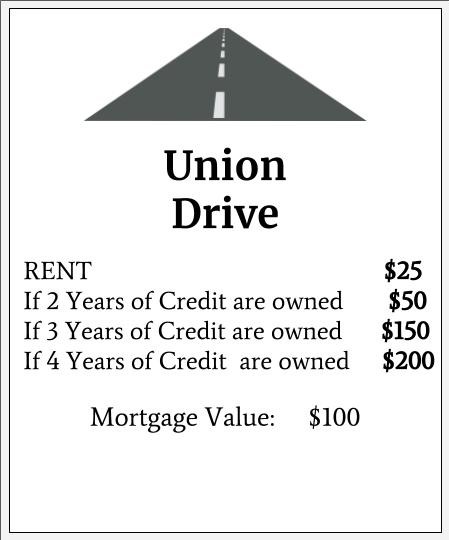 Union
Drive
RENT $25
If 2 Years of Credit are owned $50
If 3 Years of Credit are owned $150
If 4 Years of Credit are owned $200
Mortgage Value: $100